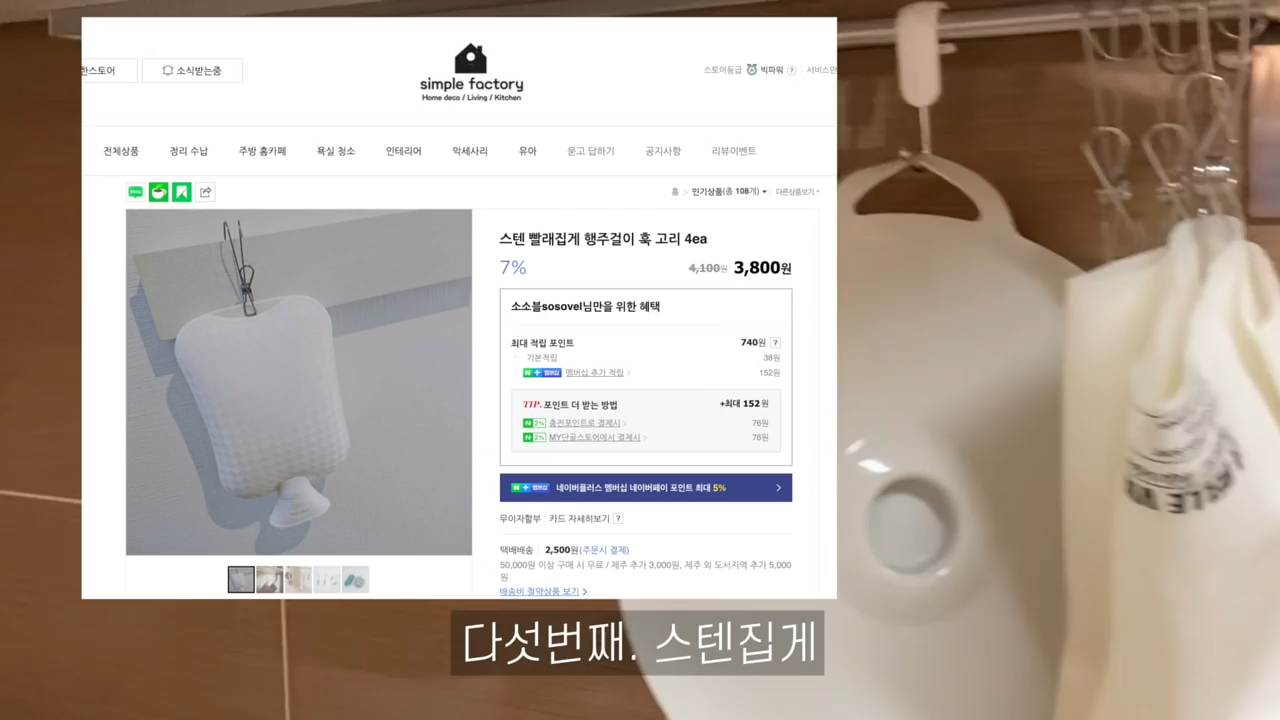 한스토어
소식받는중
simple factory
Home deco / Living / Kitchen
스토어등급 빅파워 ? 서비스만
전체상품 정리 수납 주방 홈카페 욕실 청소 인테리어 악세사리 유아 묻고 답하기 공지사항 리뷰이벤트
blog
홈 > 인기상품(총 108개) 다른상품보기
스텐 빨래집게 행주걸이 훅 고리 4ea
7% 4,100원 3,800원
소소블sosovel님만을 위한 혜택
최대 적립 포인트 740원 ?
기본적립 38원
N + 멤버십 멤버십 추가 적립 > 152원
TIP. 포인트 더 받는 방법 +최대 152 원
N 2% 충전포인트로 결제시 > 76원
N 2% MY단골스토어에서 결제시 > 76원
N + 멤버십 네이버플러스 멤버십 네이버페이 포인트 최대 5% >
무이자할부 카드 자세히보기 ?
택배배송 2,500원(주문시 결제)
50,000원 이상 구매 시 무료 / 제주 추가 3,000원, 제주 외 도서지역 추가 5,000
원
배송비 절약상품 보기 >
다섯번째. 스텐집게